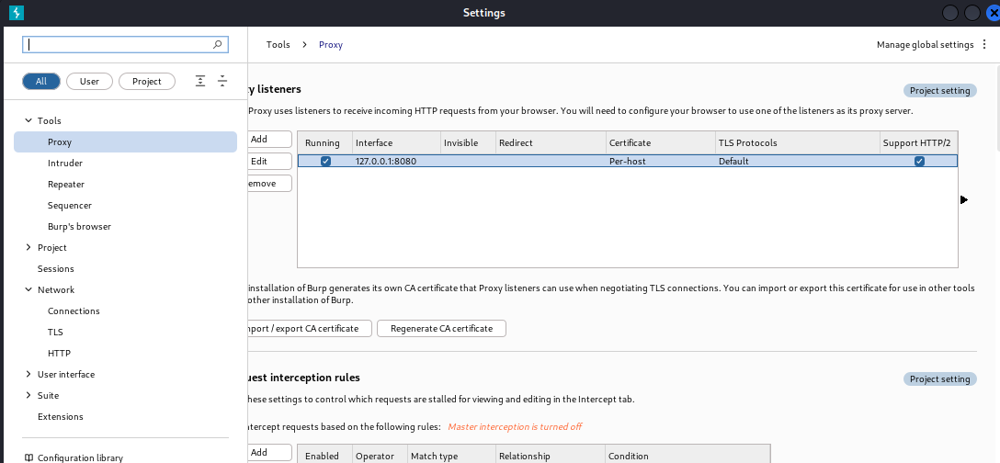 Settings
Tools > Proxy
Manage global settings
All User Project
Tools
Proxy
Intruder
Repeater
Sequencer
Burp's browser
Project
Sessions
Network
Connections
TLS
HTTP
User interface
Suite
Extensions
Configuration library
y listeners
Project setting
Proxy uses listeners to receive incoming HTTP requests from your browser. You will need to configure your browser to use one of the listeners as its proxy server.
Add
Edit
emove
Running Interface Invisible Redirect Certificate TLS Protocols Support HTTP/2
127.0.0.1:8080 Per-host Default
installation of Burp generates its own CA certificate that Proxy listeners can use when negotiating TLS connections. You can import or export this certificate for use in other tools
other installation of Burp.
mport / export CA certificate Regenerate CA certificate
uest interception rules
Project setting
hese settings to control which requests are stalled for viewing and editing in the Intercept tab.
ntercept requests based on the following rules: Master interception is turned off
Add
Enabled Operator Match type Relationship Condition